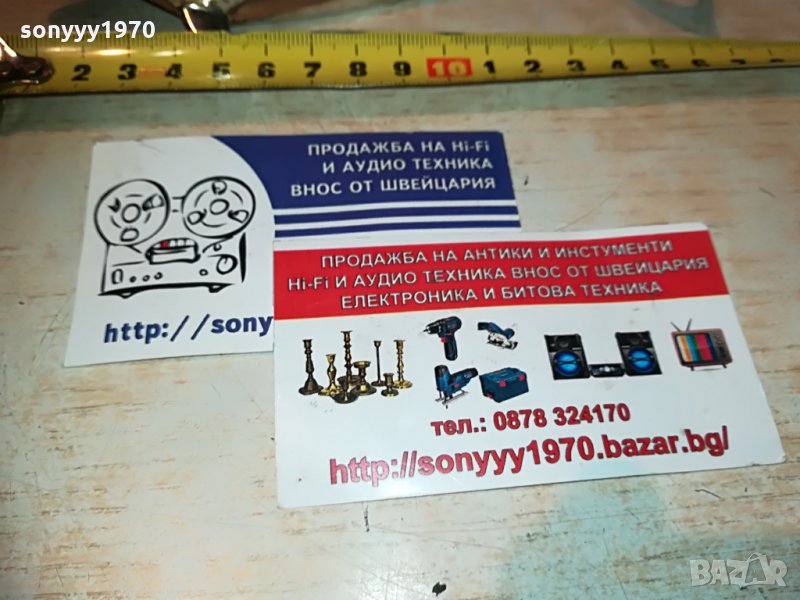 sonyyy1970
2 3 4 5 6 7 8 9 10 1 2 3 4 5 6
ПРОДАЖБА НА Hi-Fi
И АУДИО ТЕХНИКА
ВНОС ОТ ШВЕЙЦАРИЯ
http://sony
ПРОДАЖБА НА АНТИКИ И ИНСТУМЕНТИ
Hi-Fi И АУДИО ТЕХНИКА ВНОС ОТ ШВЕЙЦАРИЯ
ЕЛЕКТРОНИКА И БИТОВА ТЕХНИКА
тел.: 0878 324170
http://sonyyy1970.bazar.bg/
BAZAR
sonyyy1970